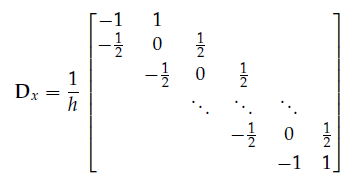 −1 1
−1/2 0 1/2
−1/2 0 1/2
D_x = 1/h
⋱ ⋱ ⋱
−1/2 0 1/2
−1 1